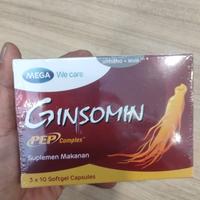 MEGA We care
GINSOMIN
PEP Complex
Suplemen Makanan
3 x 10 Softgel Capsules